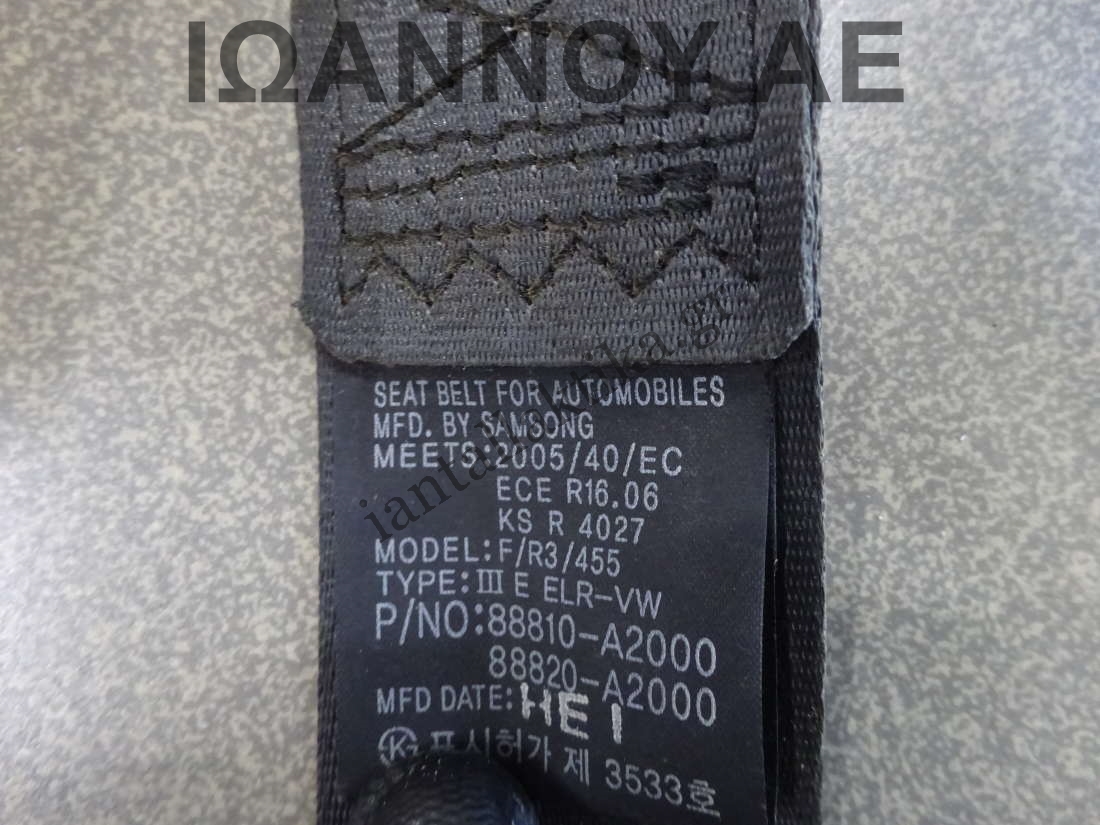 ΙΩΑΝΝΟΥ ΑΕ
SEAT BELT FOR AUTOMOBILES
MFD. BY SAMSONG
MEETS:2005/40/EC
ECE R16.06
KS R 4027
MODEL:F/R3/455
TYPE:III E ELR-VW
P/NO:88810-A2000
88820-A2000
MFD DATE:HE1
표시허가 제 3533호